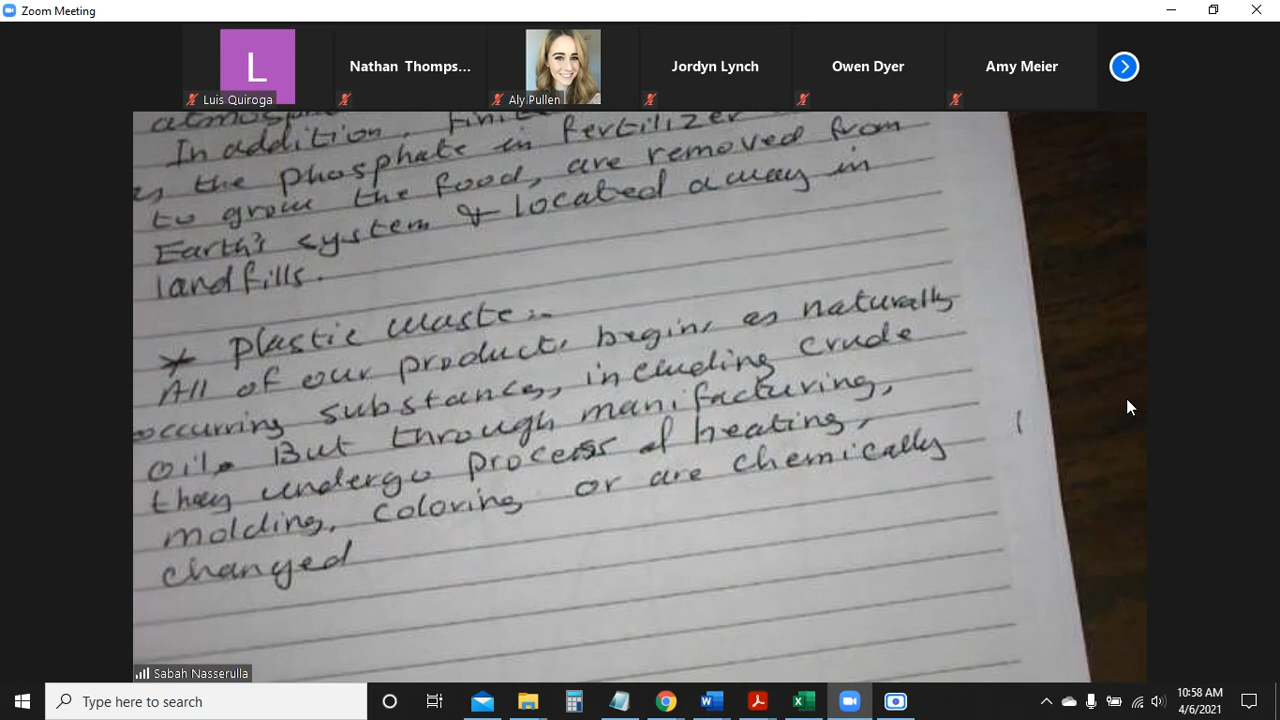 Zoom Meeting
L
Luis Quiroga
Nathan Thomps...
Aly Pullen
Jordyn Lynch
Owen Dyer
Amy Meier
In addition, finite
es the phosphate in fertilizer
to grow the food, are removed from
Earth's system & located away in
landfills.
* plastic waste :-
All of our products begins as naturally
occurring substances, including crude
oil. But through manifacturing,
they undergo process of heating,
molding, coloring or are chemically
changed
Sabah Nasserulla
Type here to search
10:58 AM
4/6/2021